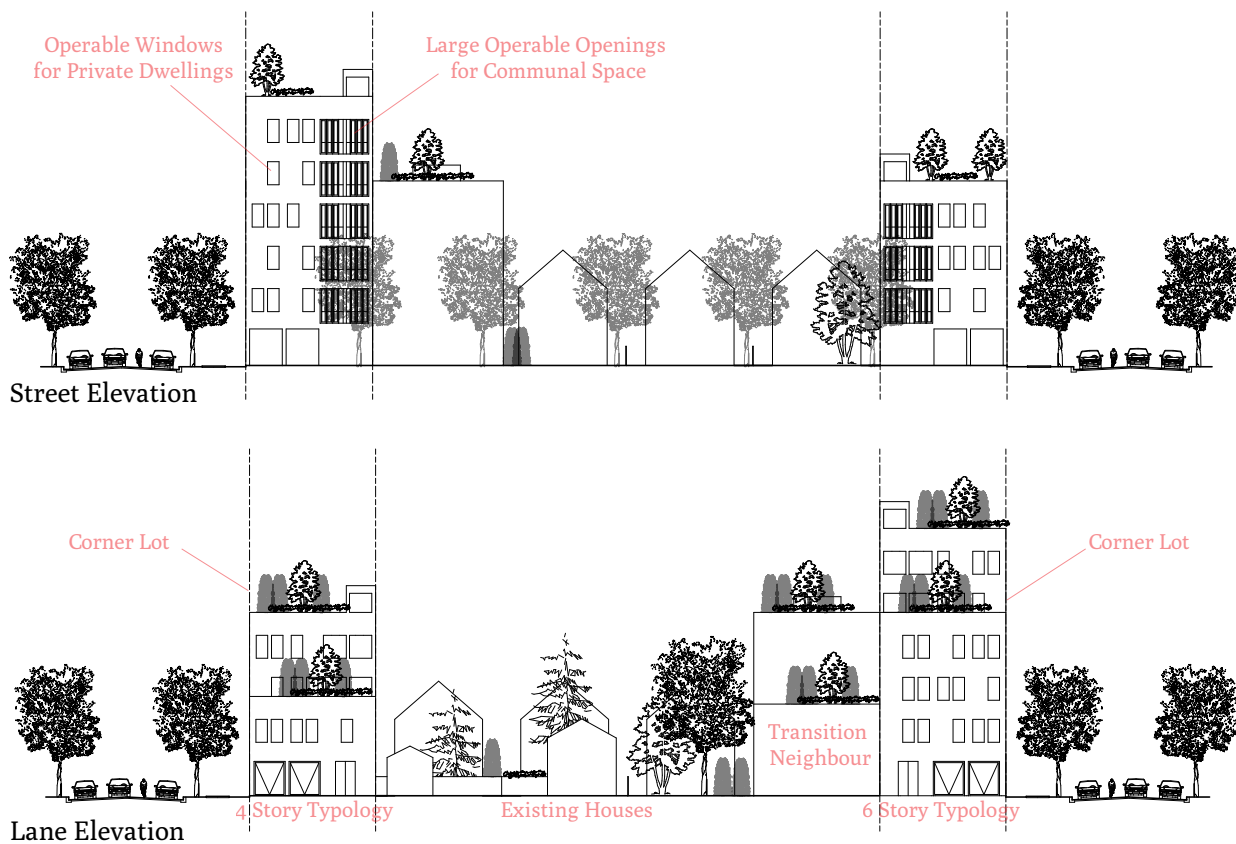 Operable Windows
for Private Dwellings
Large Operable Openings
for Communal Space
Street Elevation
Corner Lot
Corner Lot
Transition
Neighbour
4 Story Typology
Existing Houses
6 Story Typology
Lane Elevation